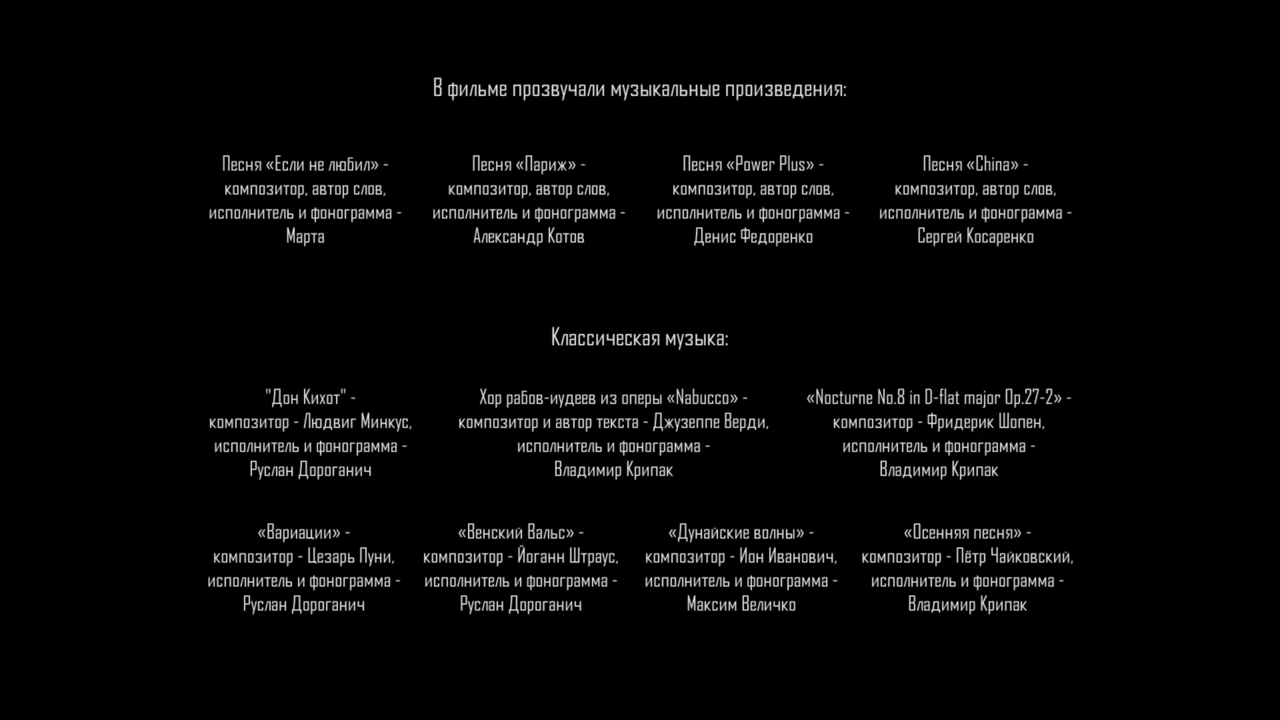 В фильме прозвучали музыкальные произведения:
Песня «Если не любил» -
композитор, автор слов,
исполнитель и фонограмма -
Марта
Песня «Париж» -
композитор, автор слов,
исполнитель и фонограмма -
Александр Котов
Песня «Power Plus» -
композитор, автор слов,
исполнитель и фонограмма -
Денис Федоренко
Песня «China» -
композитор, автор слов,
исполнитель и фонограмма -
Сергей Косаренко
Классическая музыка:
"Дон Кихот" -
композитор - Людвиг Минкус,
исполнитель и фонограмма -
Руслан Дороганич
Хор рабов-иудеев из оперы «Nabucco» -
композитор и автор текста - Джузеппе Верди,
исполнитель и фонограмма -
Владимир Крипак
«Nocturne No.8 in D-flat major Op.27-2» -
композитор - Фридерик Шопен,
исполнитель и фонограмма -
Владимир Крипак
«Вариации» -
композитор - Цезарь Пуни,
исполнитель и фонограмма -
Руслан Дороганич
«Венский Вальс» -
композитор - Йоганн Штраус,
исполнитель и фонограмма -
Руслан Дороганич
«Дунайские волны» -
композитор - Ион Иванович,
исполнитель и фонограмма -
Максим Величко
«Осенняя песня» -
композитор - Пётр Чайковский,
исполнитель и фонограмма -
Владимир Крипак